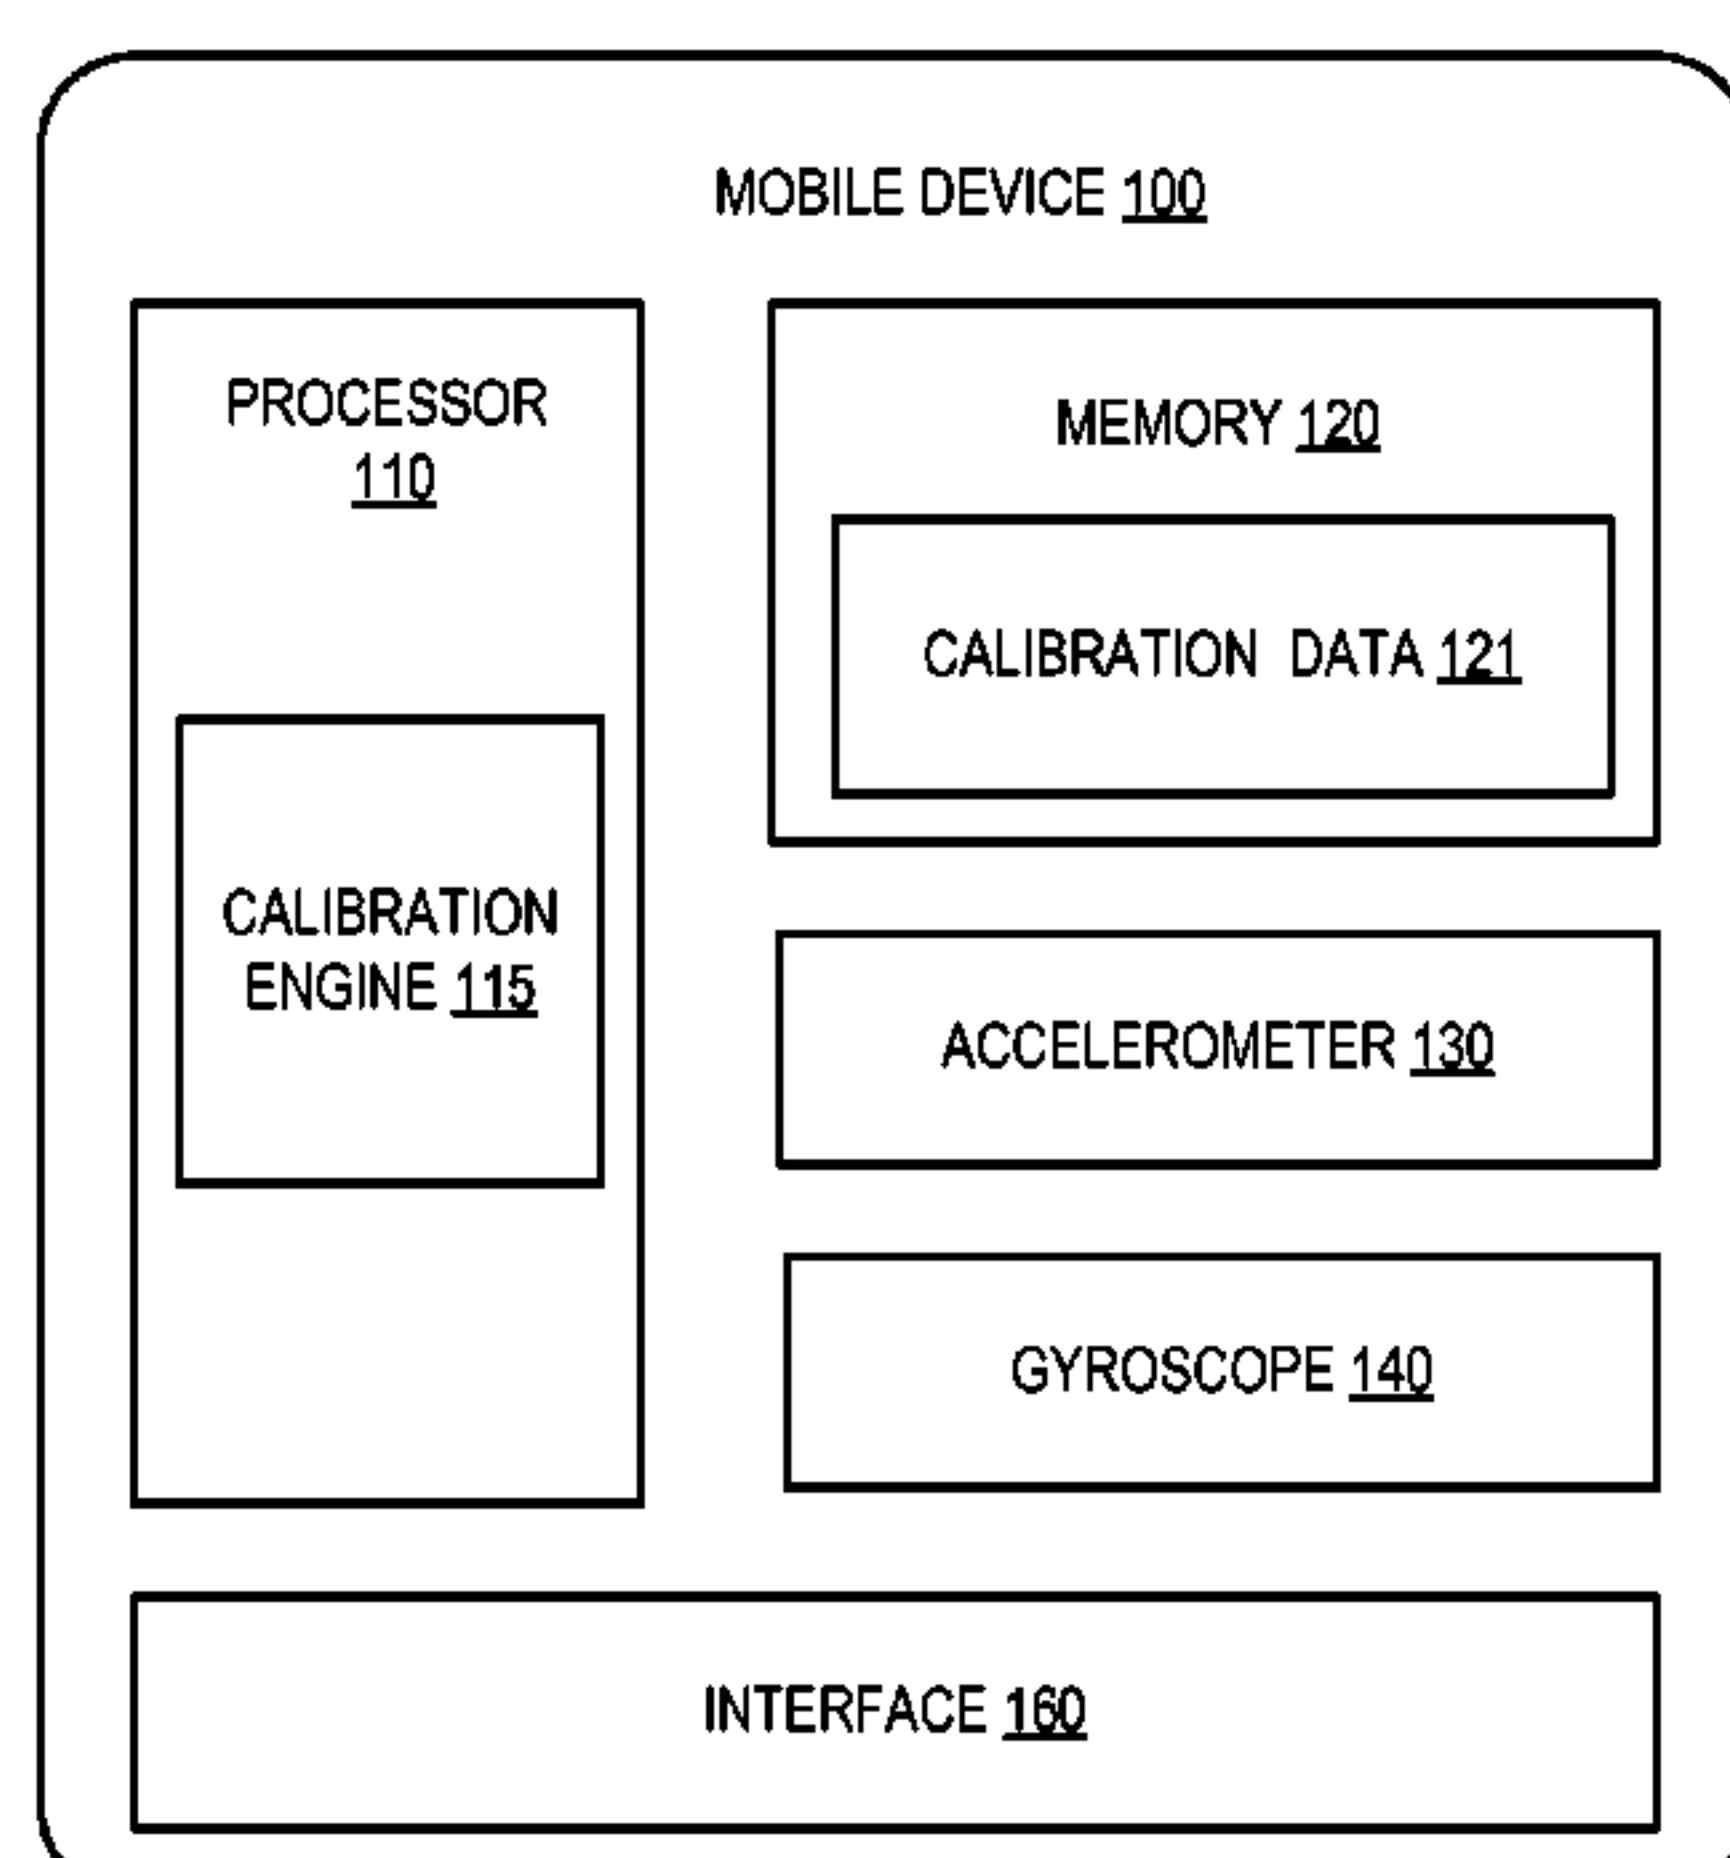 MOBILE DEVICE 100
PROCESSOR
110
CALIBRATION
ENGINE 115
MEMORY 120
CALIBRATION DATA 121
ACCELEROMETER 130
GYROSCOPE 140
INTERFACE 160